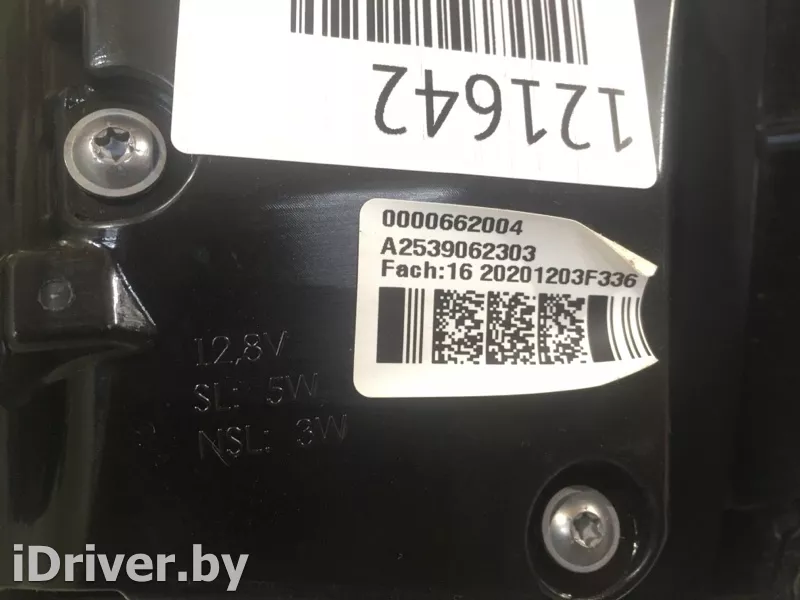 121642
0000662004
A2539062303
Fach:16 20201203F336
12,8V
SL: 5W
NSL: 3W
iDriver.by